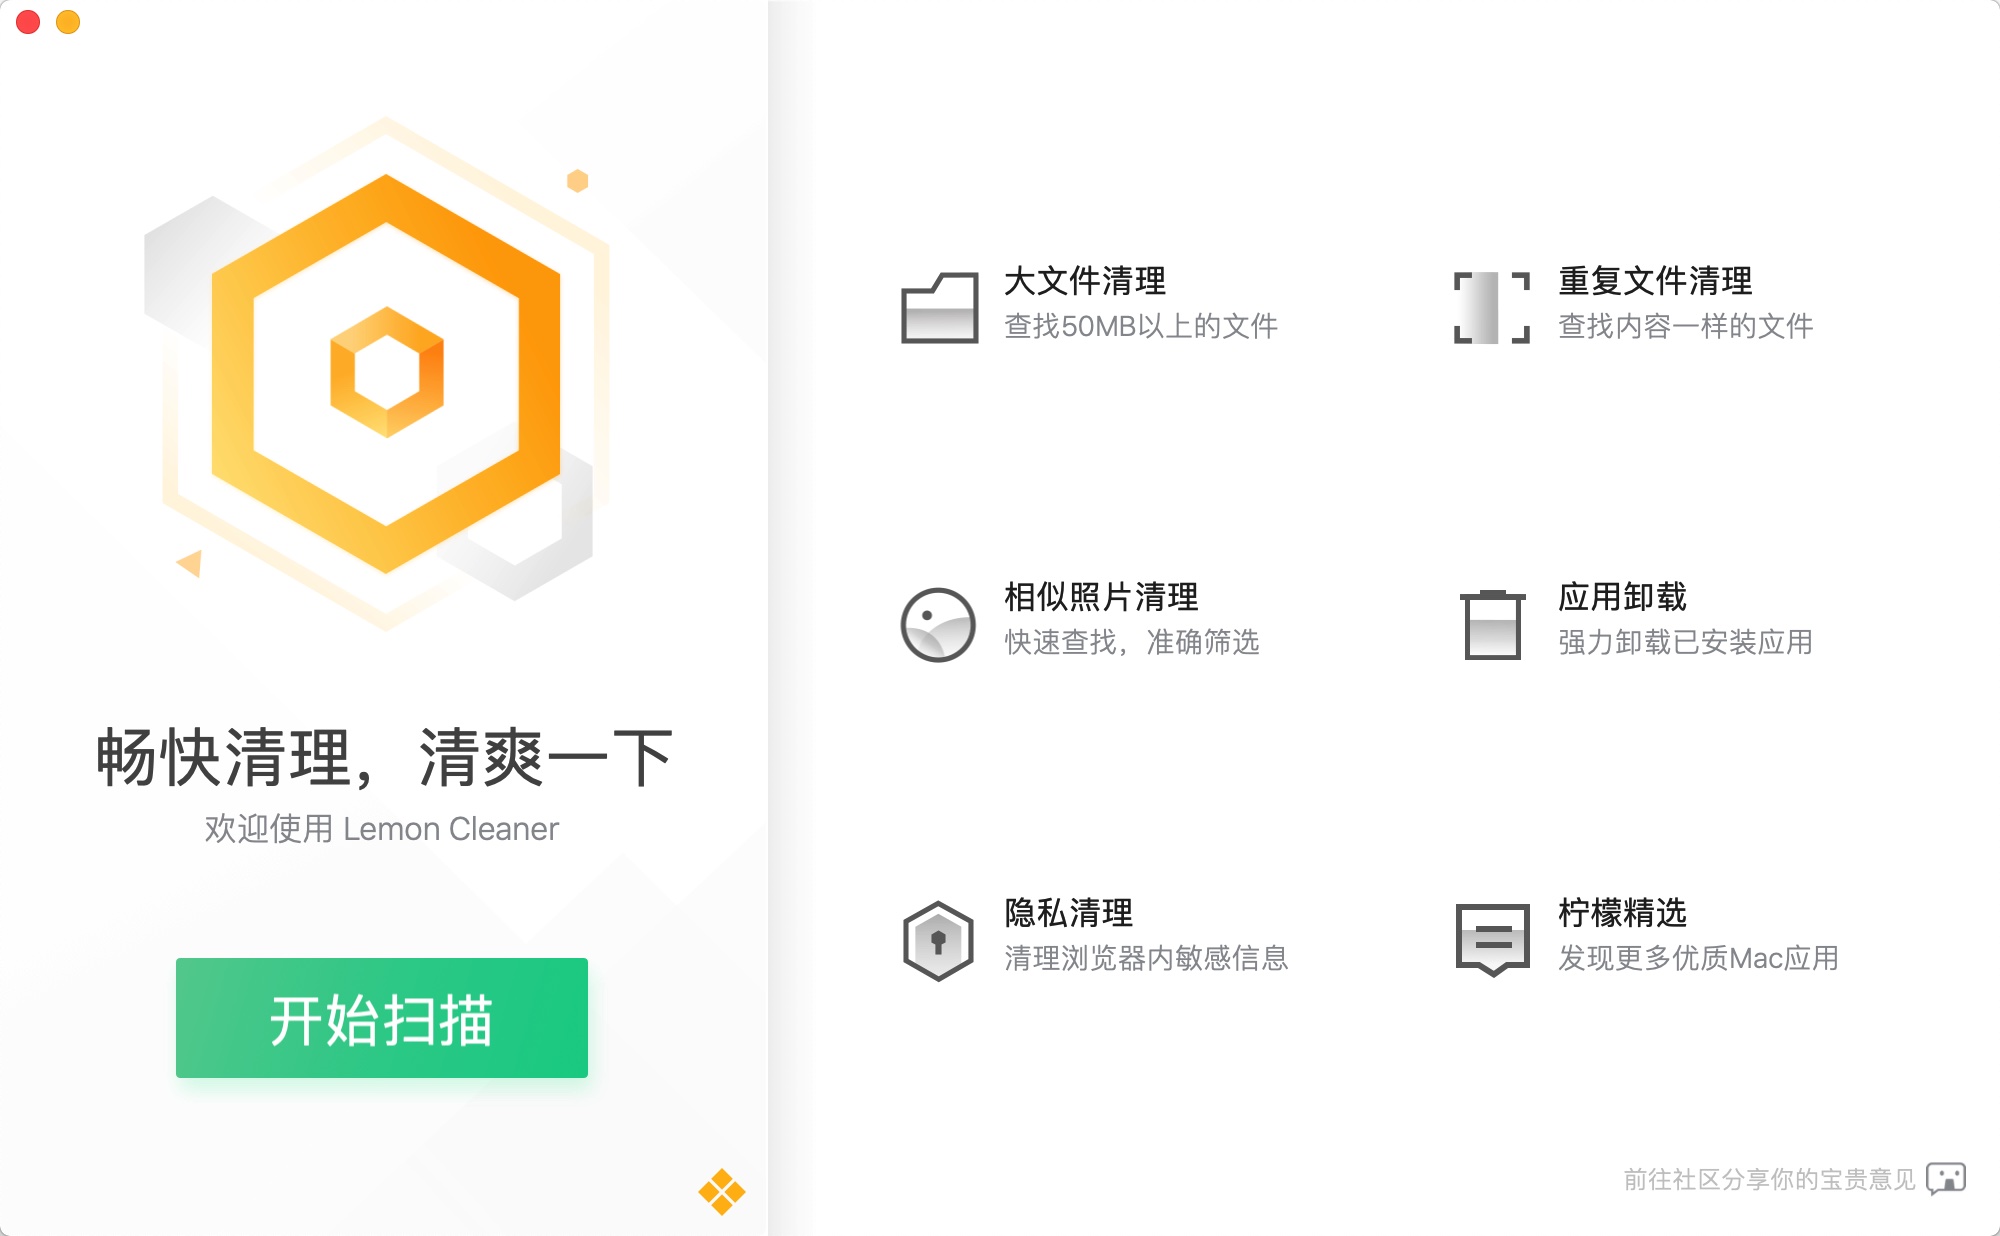 畅快清理，清爽一下
欢迎使用 Lemon Cleaner
开始扫描
大文件清理
查找50MB以上的文件
重复文件清理
查找内容一样的文件
相似照片清理
快速查找，准确筛选
应用卸载
强力卸载已安装应用
隐私清理
清理浏览器内敏感信息
柠檬精选
发现更多优质Mac应用
前往社区分享你的宝贵意见